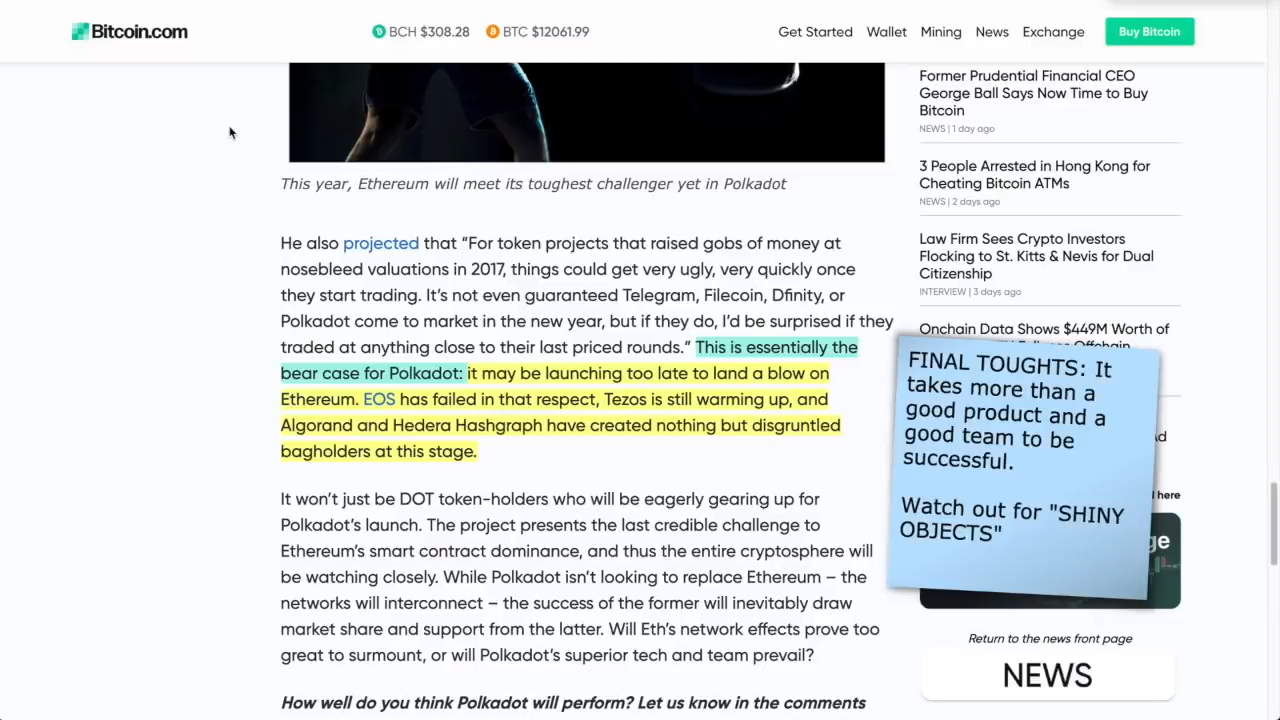 Bitcoin.com
BCH $308.28 BTC $12061.99
Get Started Wallet Mining News Exchange Buy Bitcoin
This year, Ethereum will meet its toughest challenger yet in Polkadot
He also projected that “For token projects that raised gobs of money at
nosebleed valuations in 2017, things could get very ugly, very quickly once
they start trading. It’s not even guaranteed Telegram, Filecoin, Dfinity, or
Polkadot come to market in the new year, but if they do, I’d be surprised if they
traded at anything close to their last priced rounds.” This is essentially the
bear case for Polkadot: it may be launching too late to land a blow on
Ethereum. EOS has failed in that respect, Tezos is still warming up, and
Algorand and Hedera Hashgraph have created nothing but disgruntled
bagholders at this stage.
It won’t just be DOT token-holders who will be eagerly gearing up for
Polkadot’s launch. The project presents the last credible challenge to
Ethereum’s smart contract dominance, and thus the entire cryptosphere will
be watching closely. While Polkadot isn’t looking to replace Ethereum – the
networks will interconnect – the success of the former will inevitably draw
market share and support from the latter. Will Eth’s network effects prove too
great to surmount, or will Polkadot’s superior tech and team prevail?
How well do you think Polkadot will perform? Let us know in the comments
Former Prudential Financial CEO
George Ball Says Now Time to Buy
Bitcoin
NEWS | 1 day ago
3 People Arrested in Hong Kong for
Cheating Bitcoin ATMs
NEWS | 2 days ago
Law Firm Sees Crypto Investors
Flocking to St. Kitts & Nevis for Dual
Citizenship
INTERVIEW | 3 days ago
Onchain Data Shows $449M Worth of
FINAL TOUGHTS: It
takes more than a
good product and a
good team to be
successful.
Watch out for "SHINY
OBJECTS"
here
Return to the news front page
NEWS